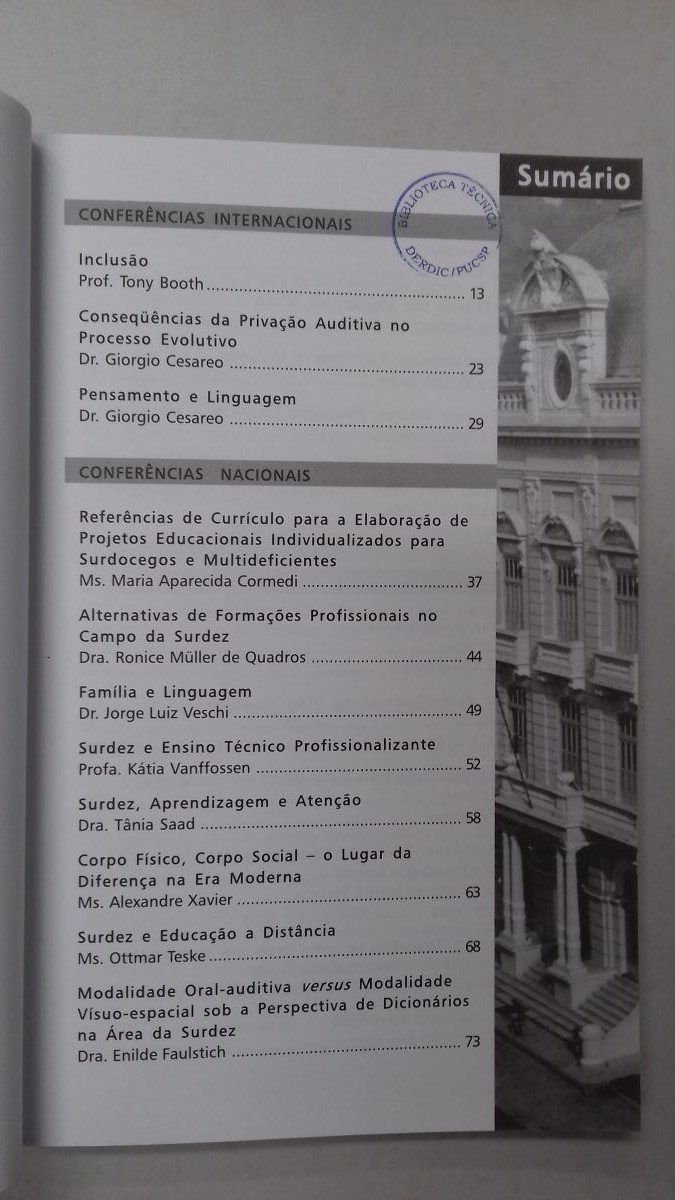 Sumário
BIBLIOTECA TÉCNICA
DERDIC/PUCSP
CONFERÊNCIAS INTERNACIONAIS
Inclusão
Prof. Tony Booth 13
Conseqüências da Privação Auditiva no
Processo Evolutivo
Dr. Giorgio Cesareo 23
Pensamento e Linguagem
Dr. Giorgio Cesareo 29
CONFERÊNCIAS NACIONAIS
Referências de Currículo para a Elaboração de
Projetos Educacionais Individualizados para
Surdocegos e Multideficientes
Ms. Maria Aparecida Cormedi 37
Alternativas de Formações Profissionais no
Campo da Surdez
Dra. Ronice Müller de Quadros 44
Família e Linguagem
Dr. Jorge Luiz Veschi 49
Surdez e Ensino Técnico Profissionalizante
Profa. Kátia Vanffossen 52
Surdez, Aprendizagem e Atenção
Dra. Tânia Saad 58
Corpo Físico, Corpo Social – o Lugar da
Diferença na Era Moderna
Ms. Alexandre Xavier 63
Surdez e Educação a Distância
Ms. Ottmar Teske 68
Modalidade Oral-auditiva versus Modalidade
Vísuo-espacial sob a Perspectiva de Dicionários
na Área da Surdez
Dra. Enilde Faulstich 73